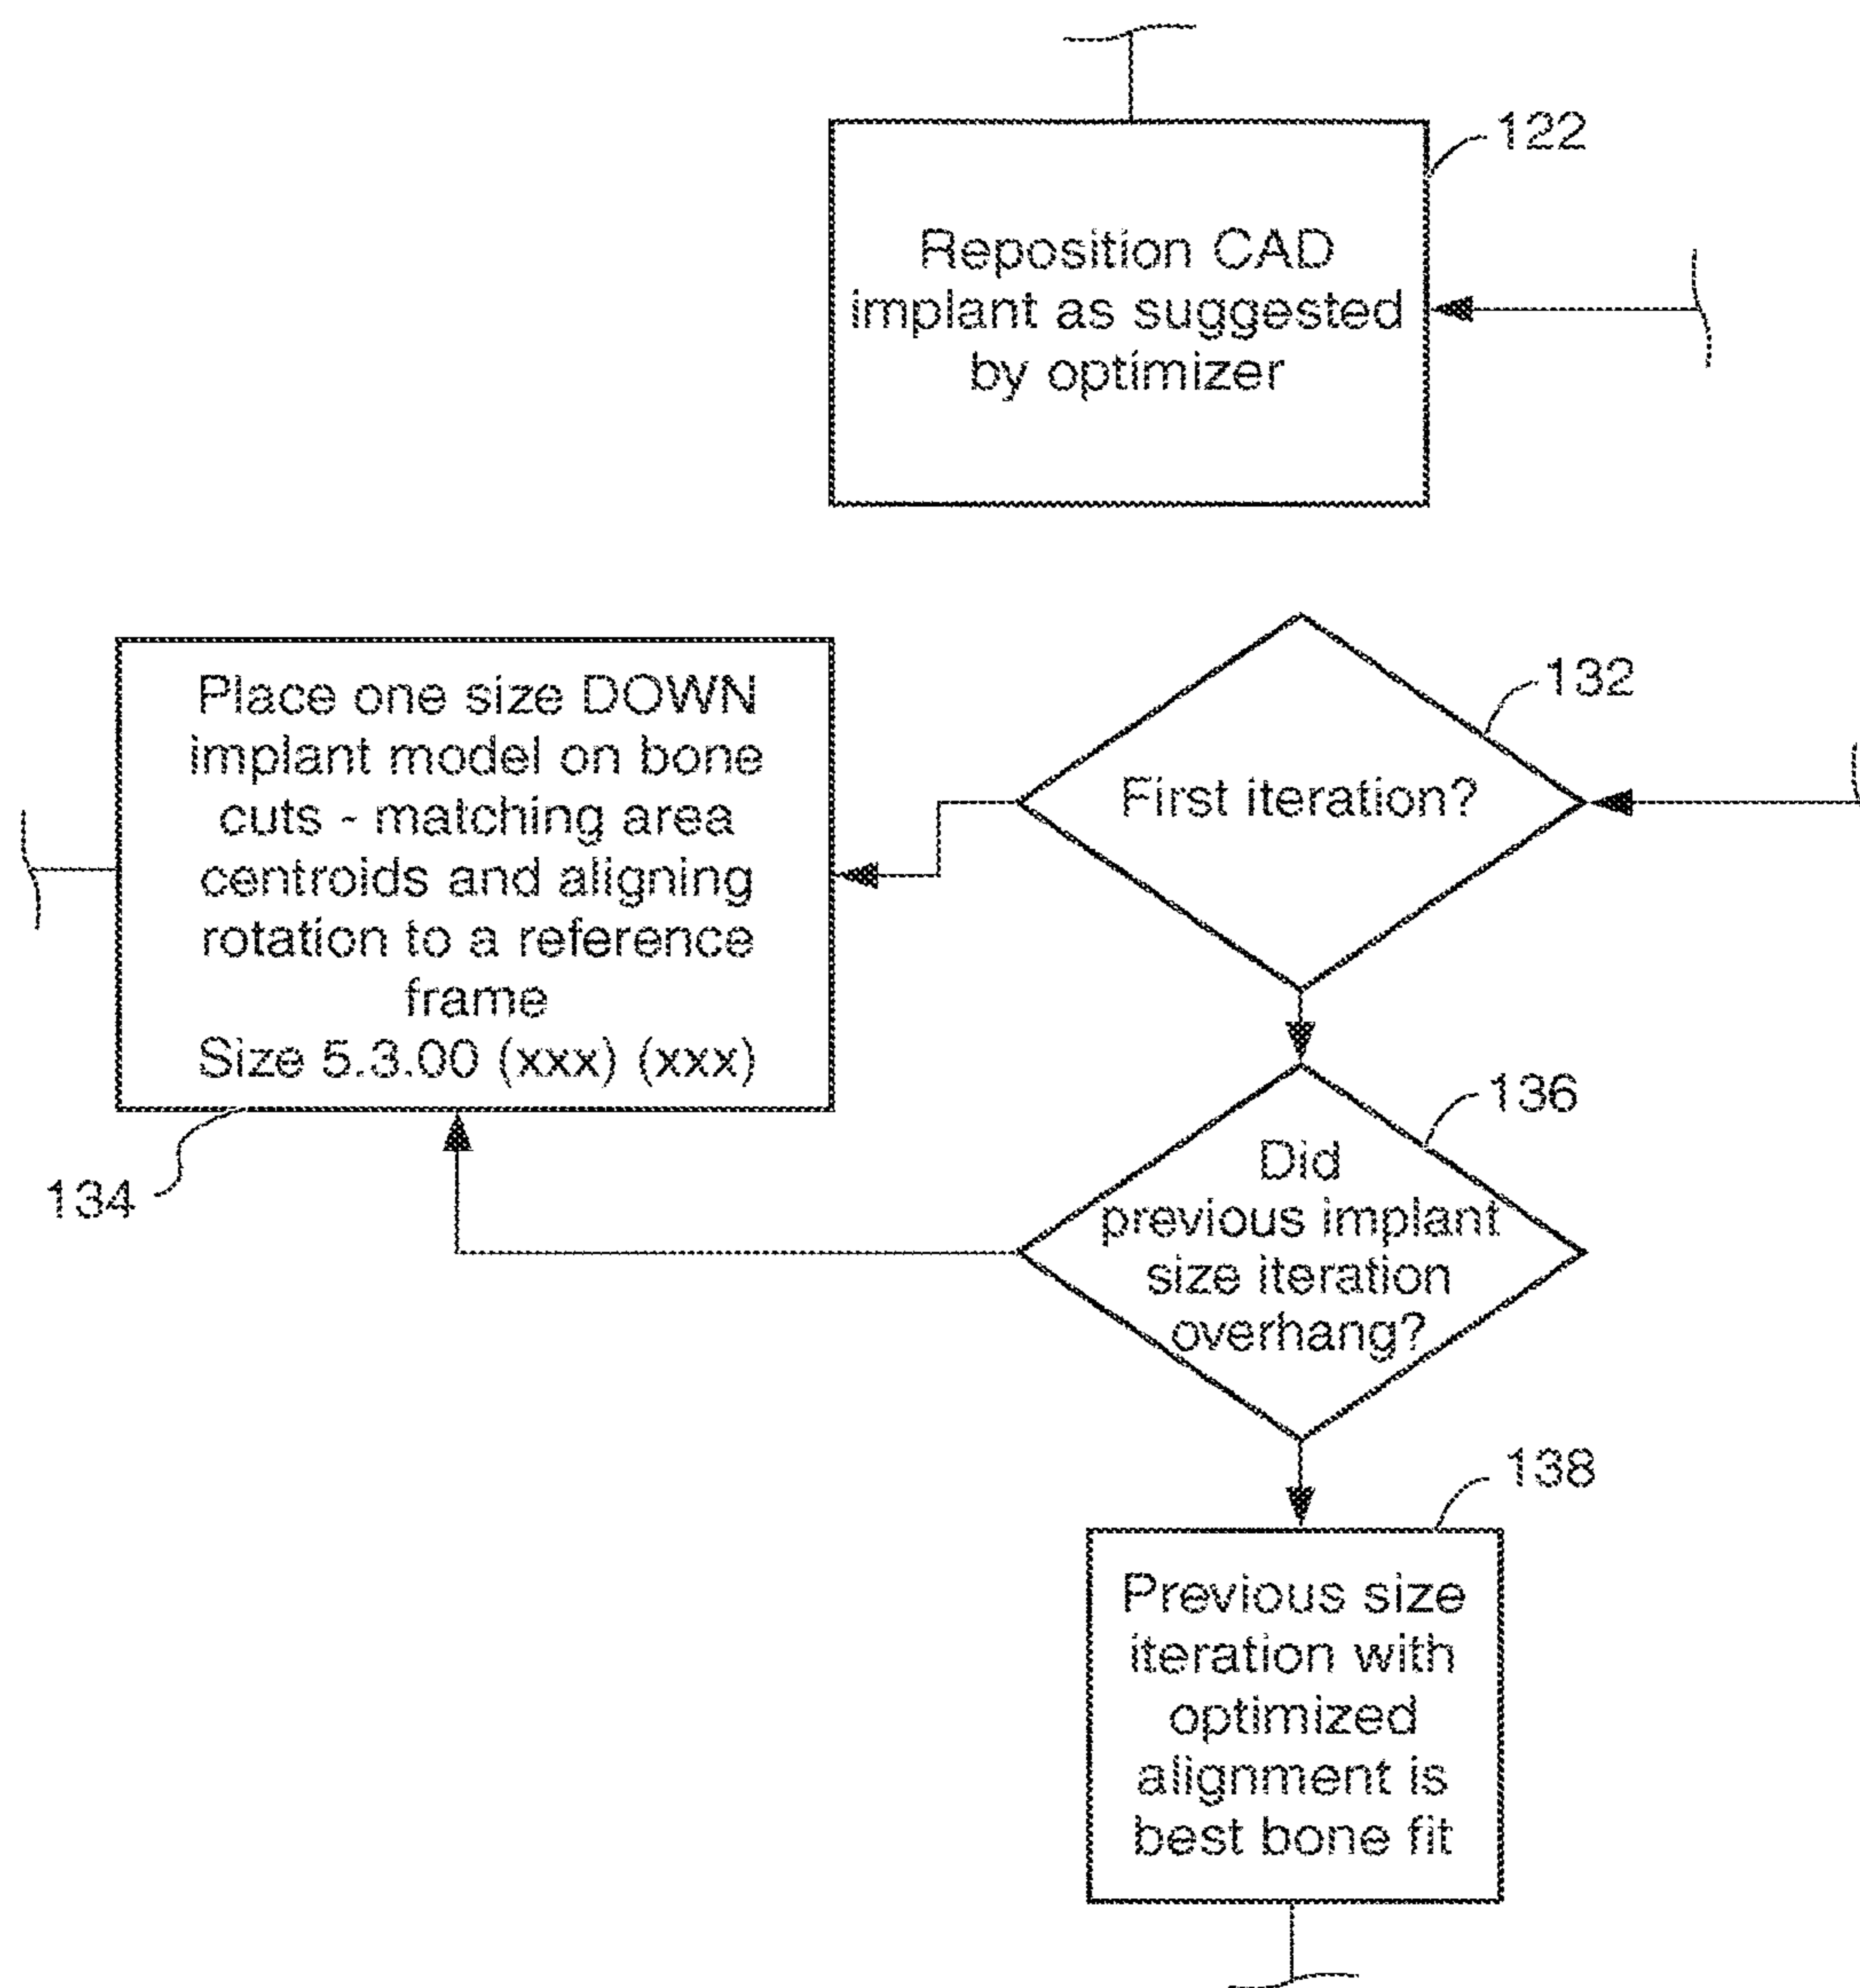 122
Reposition CAD
implant as suggested
by optimizer
Place one size DOWN
implant model on bone
cuts - matching area
centroids and aligning
rotation to a reference
frame
Size 5.3.00 (xxx) (xxx)
134
132
First iteration?
136
Did
previous implant
size iteration
overhang?
138
Previous size
iteration with
optimized
alignment is
best bone fit